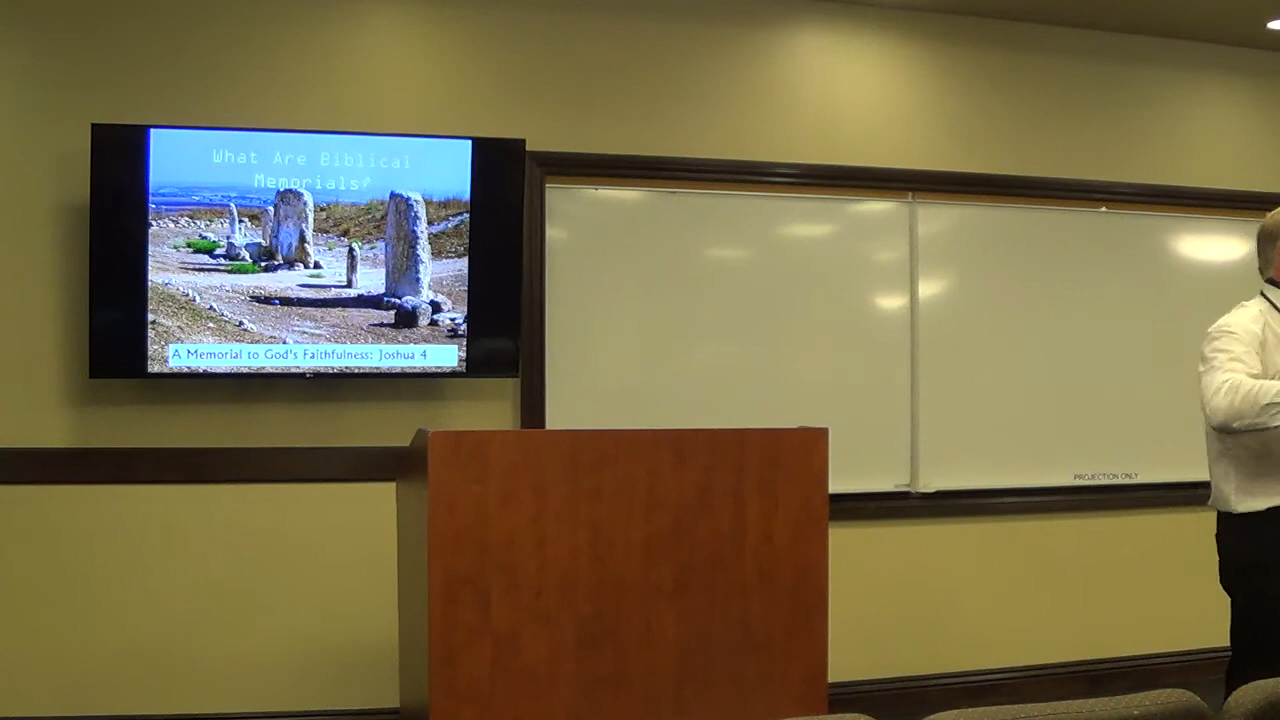 What Are Biblical
Memorials?
A Memorial to God's Faithfulness: Joshua 4
PROJECTION ONLY